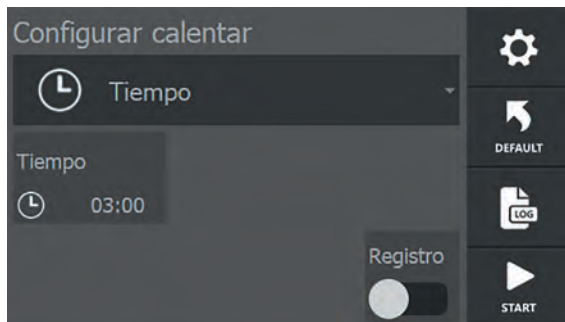 Configurar calentar
Tiempo
DEFAULT
Tiempo
03:00
LOG
Registro
START